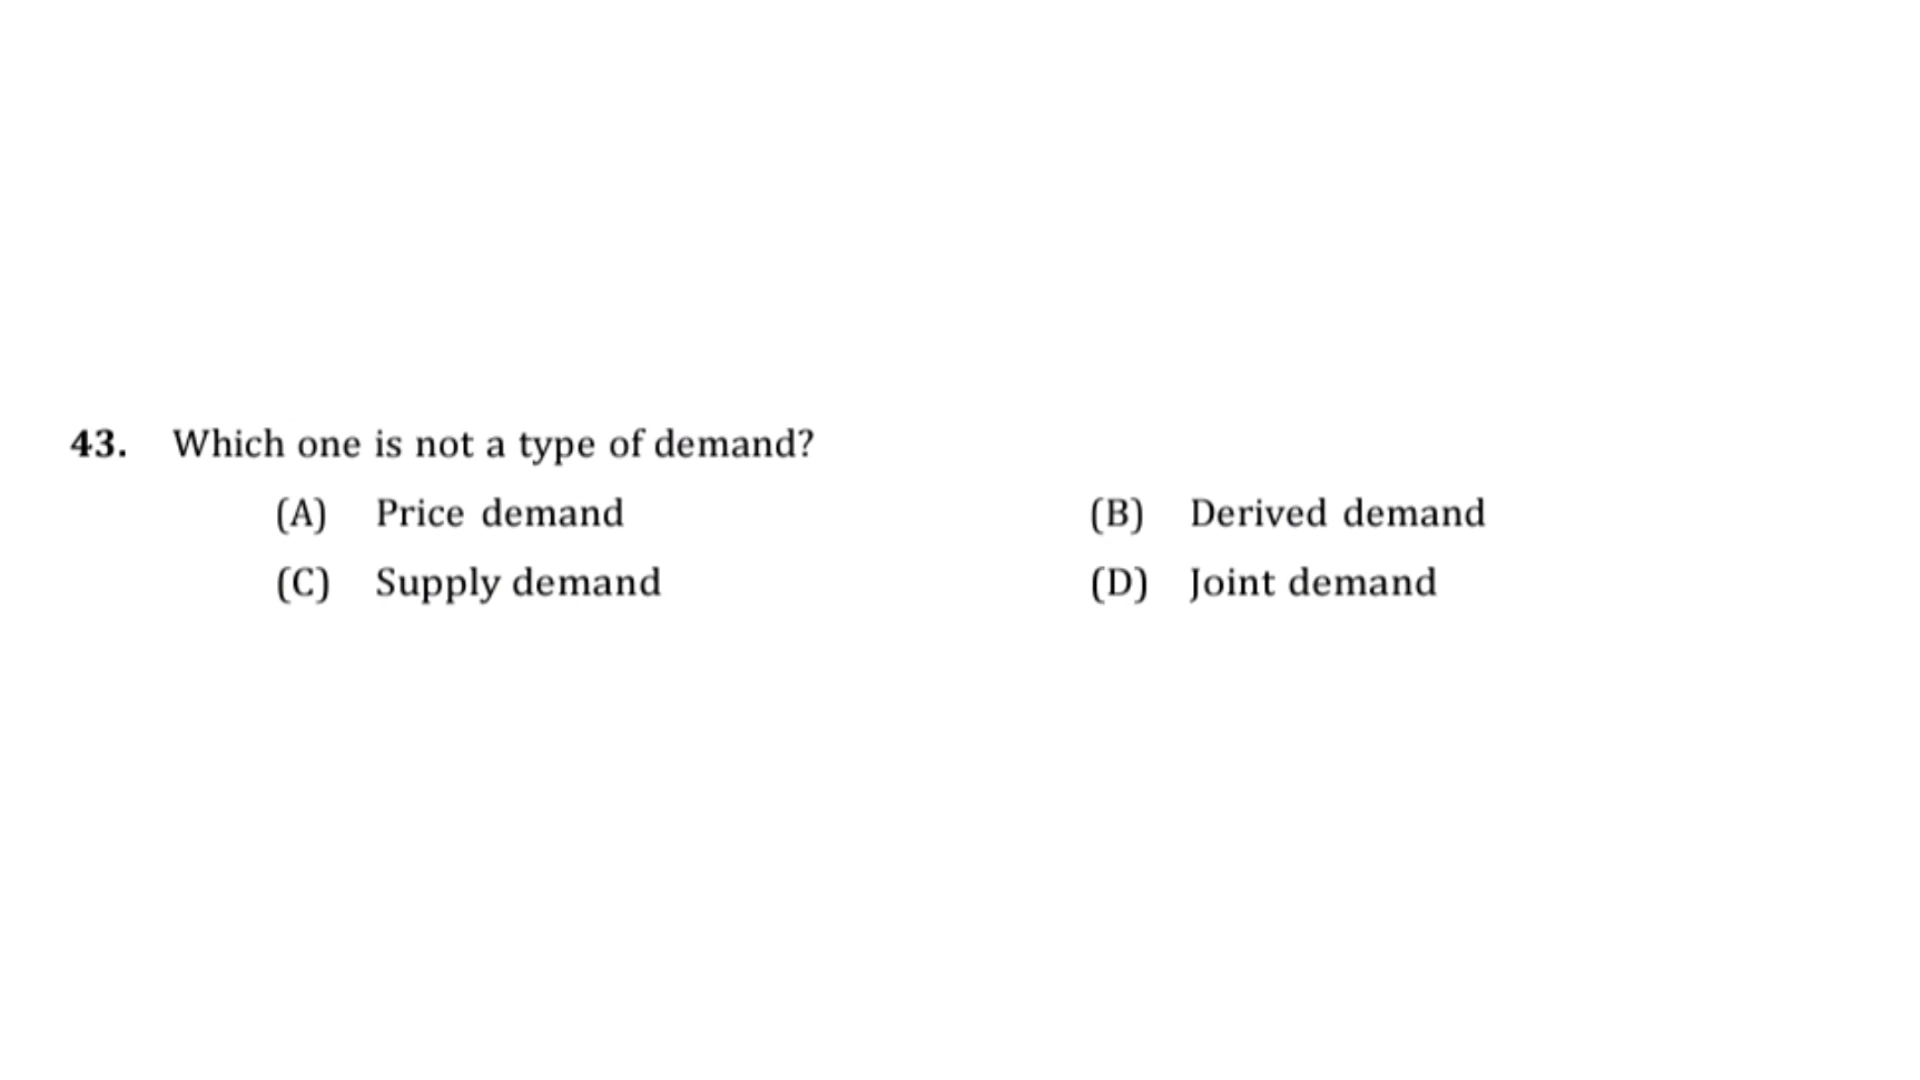 43. Which one is not a type of demand?
(A) Price demand (B) Derived demand
(C) Supply demand (D) Joint demand